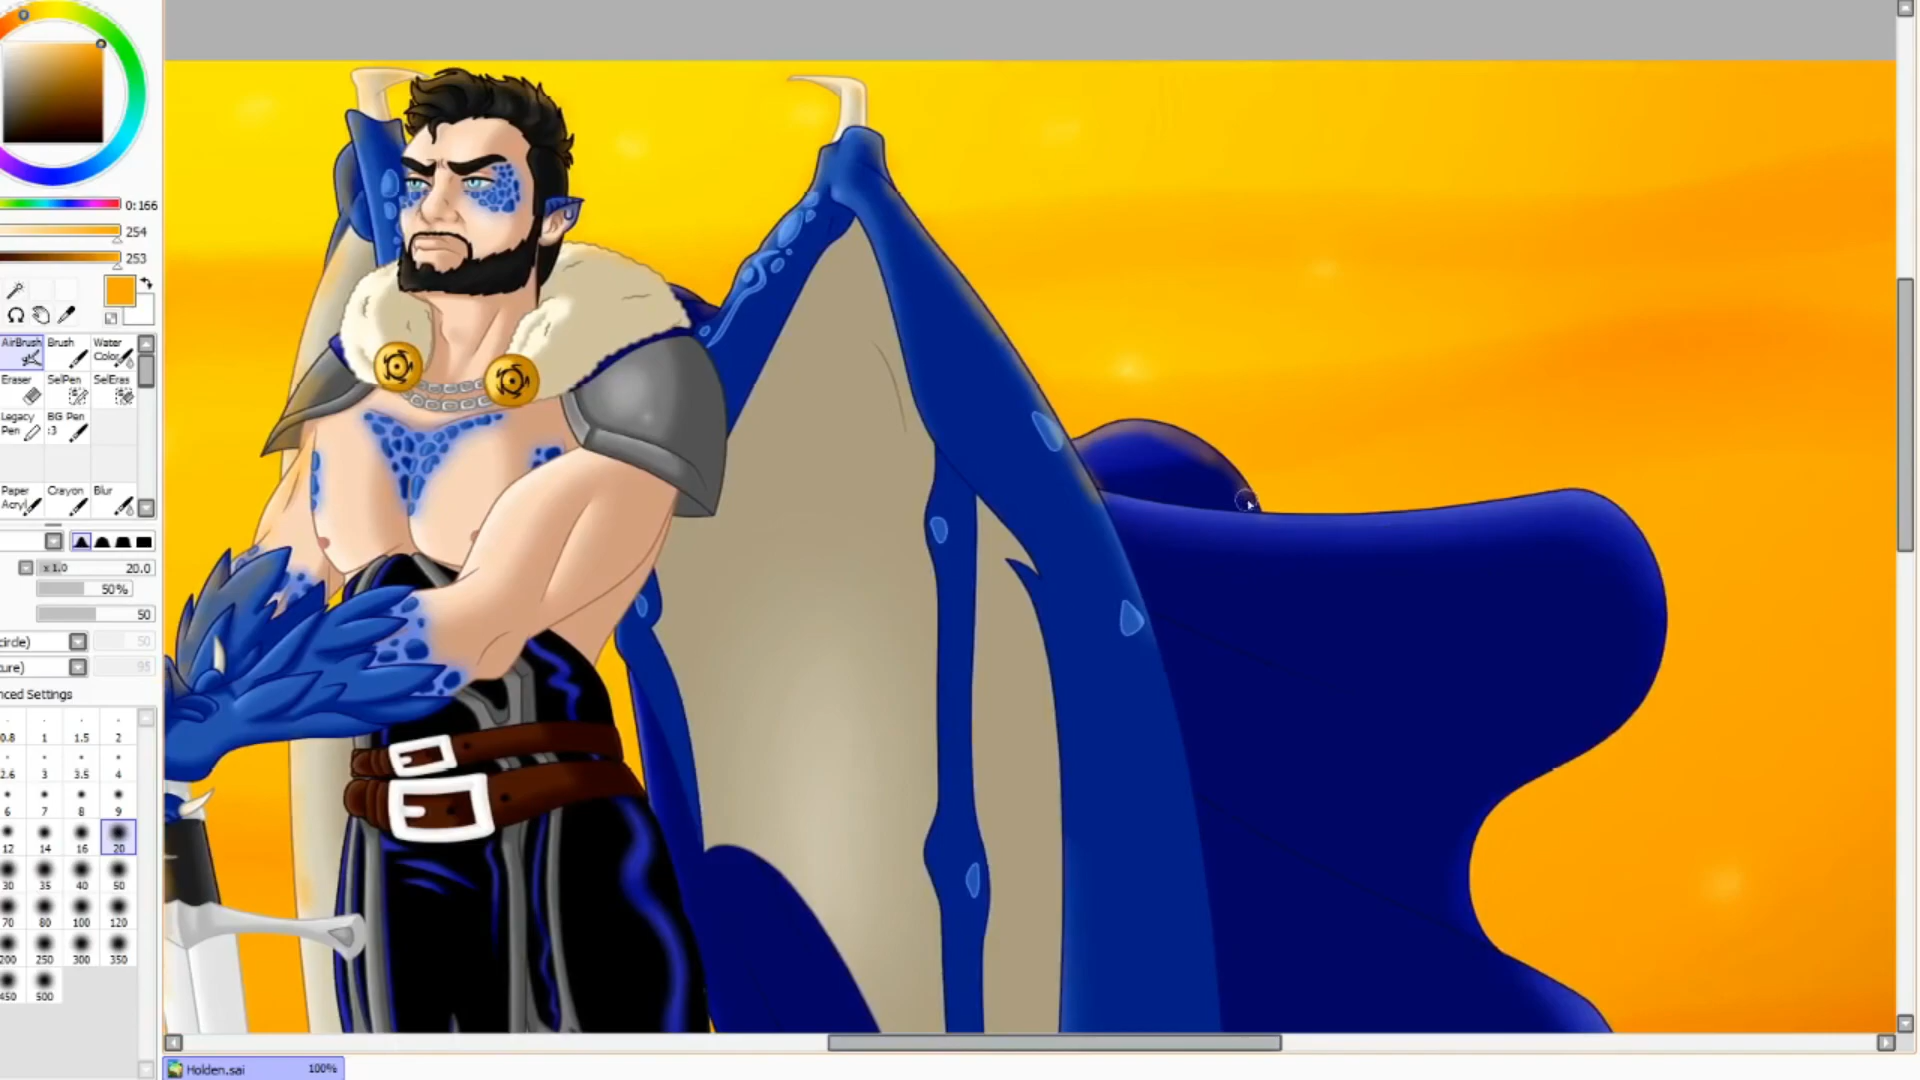 0:166
254
253
AirBrush Brush Water Color
Eraser SelPen SelEras
Legacy Pen BG Pen :3
Paper Acryl Crayon Blur
x1.0 20.0
50%
50
circle) 50
ture) 95
nced Settings
0.8 1 1.5 2
2.6 3 3.5 4
6 7 8 9
12 14 16 20
30 35 40 50
70 80 100 120
200 250 300 350
450 500
Holden.sai 100%